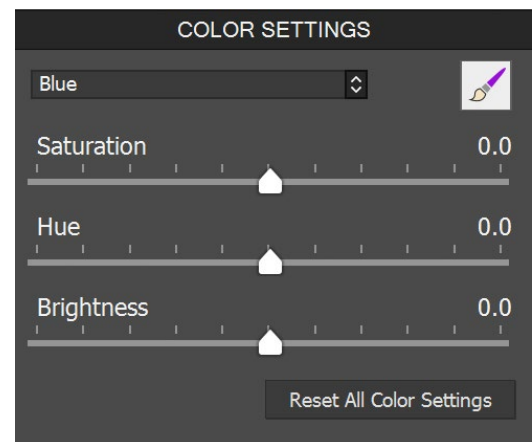 COLOR SETTINGS
Blue
Saturation 0.0
Hue 0.0
Brightness 0.0
Reset All Color Settings